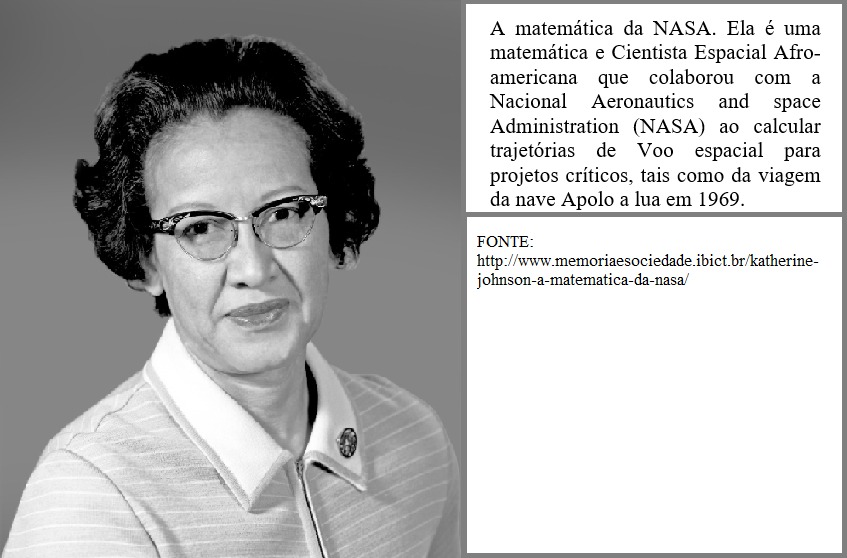 A matemática da NASA. Ela é uma
matemática e Cientista Espacial Afro-
americana que colaborou com a
Nacional Aeronautics and space
Administration (NASA) ao calcular
trajetórias de Voo espacial para
projetos críticos, tais como da viagem
da nave Apolo a lua em 1969.
FONTE:
http://www.memoriaesociedade.ibict.br/katherine-
johnson-a-matematica-da-nasa/